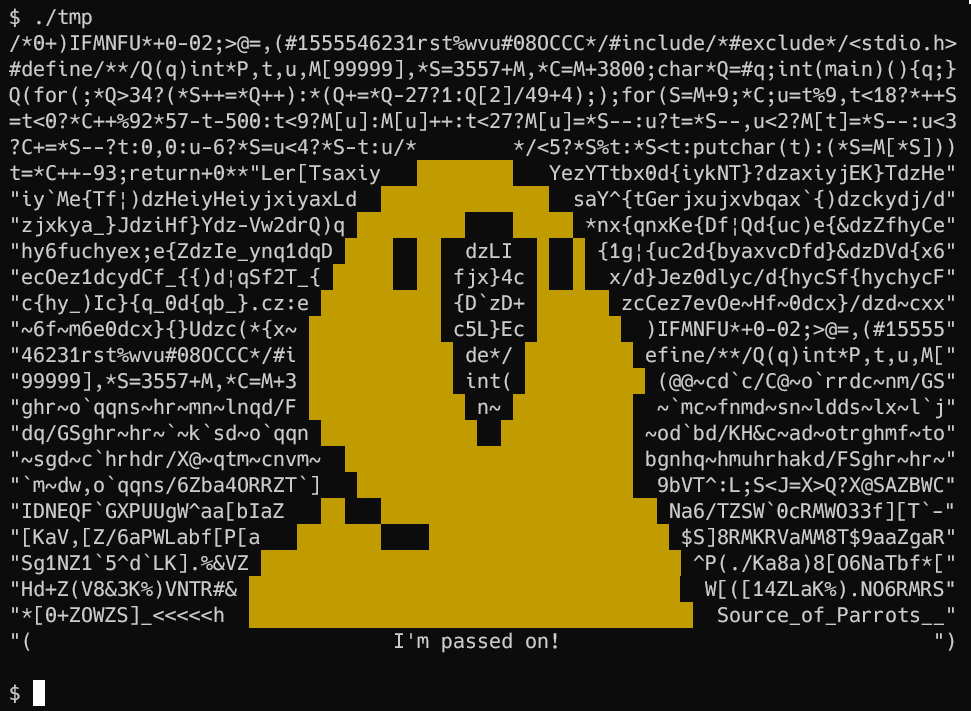 $ ./tmp
/*0+)IFMNFU*+0-02;>@=,(#1555546231rst%wvu#08OCCC*/#include/*#exclude*/<stdio.h>
#define/**/Q(q)int*P,t,u,M[99999],*S=3557+M,*C=M+3800;char*Q=#q;int(main)(){q;}
Q(for(;*Q>34?(*S++=*Q++):*(Q+=*Q-27?1:Q[2]/49+4););for(S=M+9;*C;u=t%9,t<18?*++S
=t<0?*C++%92*57-t-500:t<9?M[u]:M[u]++:t<27?M[u]=*S--:u?t=*S--,u<2?M[t]=*S--:u<3
?C+=*S--?t:0,0:u-6?*S=u<4?*S-t:u/*        */<5?*S%t:*S<t:putchar(t):(*S=M[*S]))
t=*C++-93;return+0**"Ler[Tsaxiy   YezYTtbx0d{iykNT}?dzaxiyjEK}TdzHe"
"iy`Me{Tf¦)dzHeiyHeiyjxiyaxLd   saY^{tGerjxujxvbqax`{)dzckydj/d"
"zjxkya_}JdziHf}Ydz-Vw2drQ)q   *nx{qnxKe{Df¦Qd{uc)e{&dzZfhyCe"
"hy6fuchyex;e{ZdzIe_ynq1dqD   dzLI   {1g¦{uc2d{byaxvcDfd}&dzDVd{x6"
"ecOez1dcydCf_{{)d¦qSf2T_{   fjx}4c   x/d}Jez0dlyc/d{hycSf{hychycF"
"c{hy_)Ic}{q_0d{qb_}.cz:e   {D`zD+   zcCez7evOe~Hf~0dcx}/dzd~cxx"
"~6f~m6e0dcx}{}Udzc(*{x~   c5L}Ec   )IFMNFU*+0-02;>@=,(#15555"
"46231rst%wvu#08OCCC*/#i   de*/   efine/**/Q(q)int*P,t,u,M["
"99999],*S=3557+M,*C=M+3   int(   (@@~cd`c/C@~o`rrdc~nm/GS"
"ghr~o`qqns~hr~mn~lnqd/F   n~   ~`mc~fnmd~sn~ldds~lx~l`j"
"dq/GSghr~hr~`~k`sd~o`qqn   ~od`bd/KH&c~ad~otrghmf~to"
"~sgd~c`hrhdr/X@~qtm~cnvm~   bgnhq~hmuhrhakd/FSghr~hr~"
"`m~dw,o`qqns/6Zba4ORRZT`]   9bVT^:L;S<J=X>Q?X@SAZBWC"
"IDNEQF`GXPUUgW^aa[bIaZ   Na6/TZSW`0cRMWO33f][T`-"
"[KaV,[Z/6aPWLabf[P[a   $S]8RMKRVaMM8T$9aaZgaR"
"Sg1NZ1`5^d`LK].%&VZ   ^P(./Ka8a)8[O6NaTbf*["
"Hd+Z(V8&3K%)VNTR#&   W[([14ZLaK%).NO6RMRS"
"*[0+ZOWZS]_<<<<<h   Source_of_Parrots__"
"(   I'm passed on!   ")
$